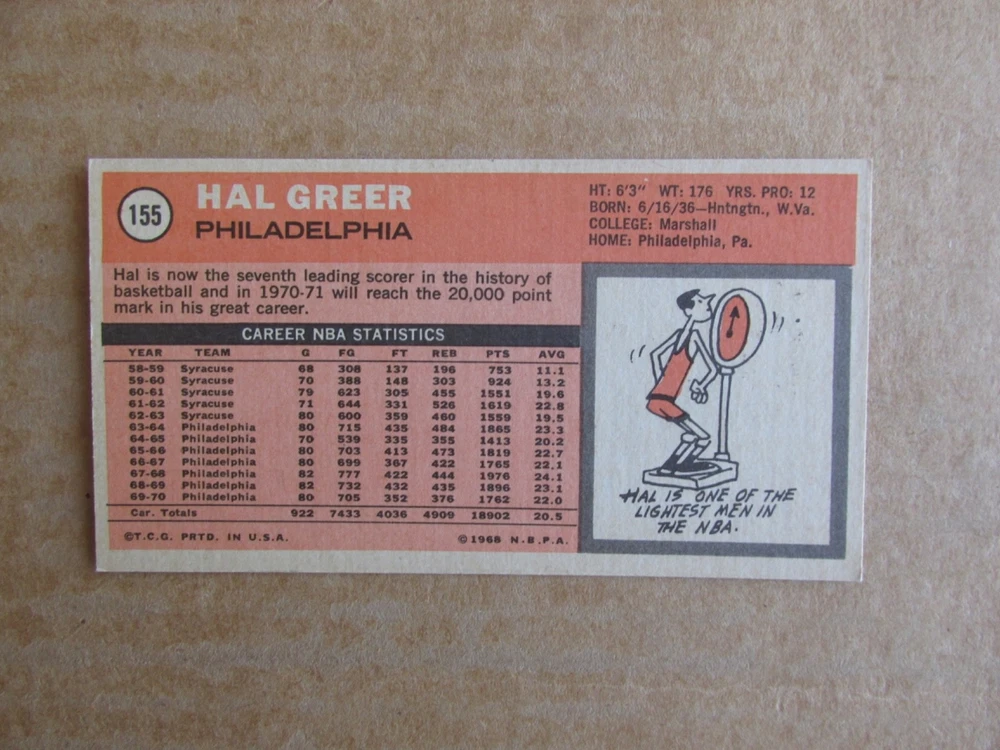 155
HAL GREER
PHILADELPHIA
HT: 6'3" WT: 176 YRS. PRO: 12
BORN: 6/16/36—Hntngtn., W.Va.
COLLEGE: Marshall
HOME: Philadelphia, Pa.
Hal is now the seventh leading scorer in the history of
basketball and in 1970-71 will reach the 20,000 point
mark in his great career.
CAREER NBA STATISTICS
YEAR TEAM G FG FT REB PTS AVG
58-59 Syracuse 68 308 137 196 753 11.1
59-60 Syracuse 70 388 148 303 924 13.2
60-61 Syracuse 79 623 305 455 1551 19.6
61-62 Syracuse 71 644 331 526 1619 22.8
62-63 Syracuse 80 600 359 460 1559 19.5
63-64 Philadelphia 80 715 435 484 1865 23.3
64-65 Philadelphia 70 539 335 355 1413 20.2
65-66 Philadelphia 80 703 413 473 1819 22.7
66-67 Philadelphia 80 699 367 422 1765 22.1
67-68 Philadelphia 82 777 422 444 1976 24.1
68-69 Philadelphia 82 732 432 435 1896 23.1
69-70 Philadelphia 80 705 352 376 1762 22.0
Car. Totals 922 7433 4036 4909 18902 20.5
©T.C.G. PRTD. IN U.S.A. ©1968 N.B.P.A.
HAL IS ONE OF THE
LIGHTEST MEN IN
THE NBA.